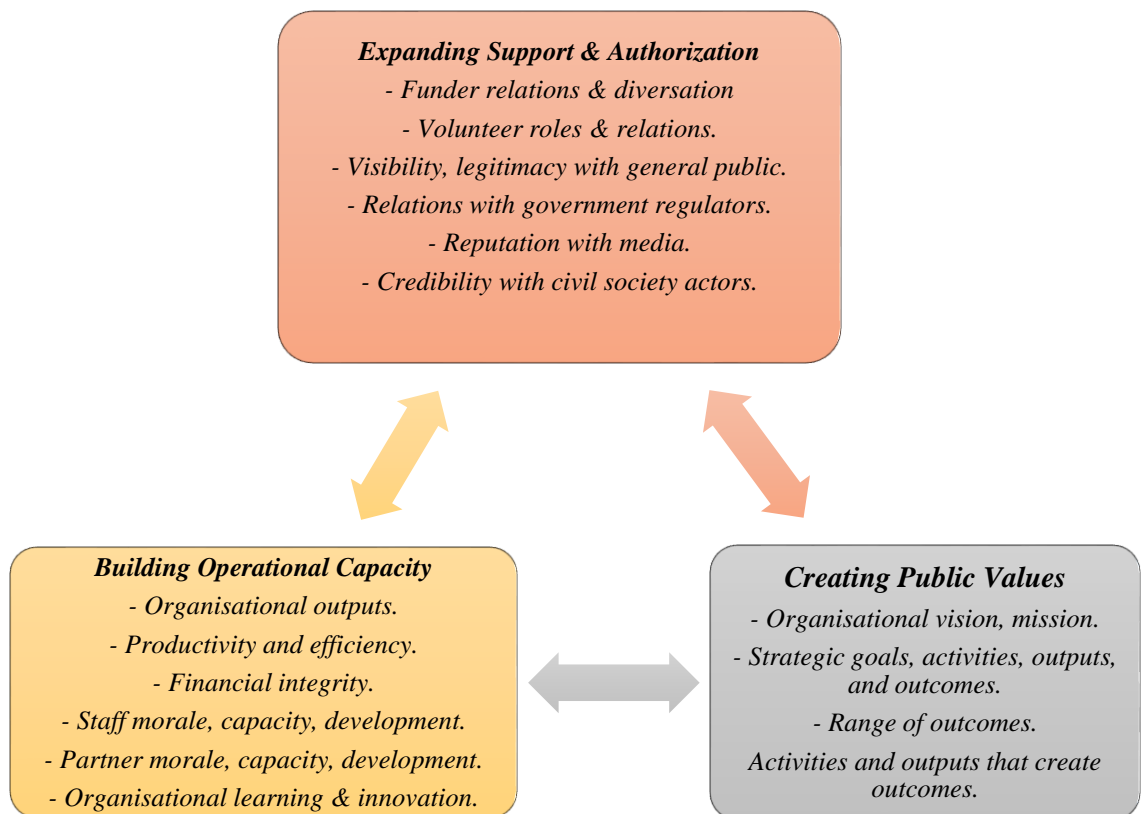 Expanding Support & Authorization
- Funder relations & diversation
- Volunteer roles & relations.
- Visibility, legitimacy with general public.
- Relations with government regulators.
- Reputation with media.
- Credibility with civil society actors.
Building Operational Capacity
- Organisational outputs.
- Productivity and efficiency.
- Financial integrity.
- Staff morale, capacity, development.
- Partner morale, capacity, development.
- Organisational learning & innovation.
Creating Public Values
- Organisational vision, mission.
- Strategic goals, activities, outputs,
and outcomes.
- Range of outcomes.
Activities and outputs that create
outcomes.